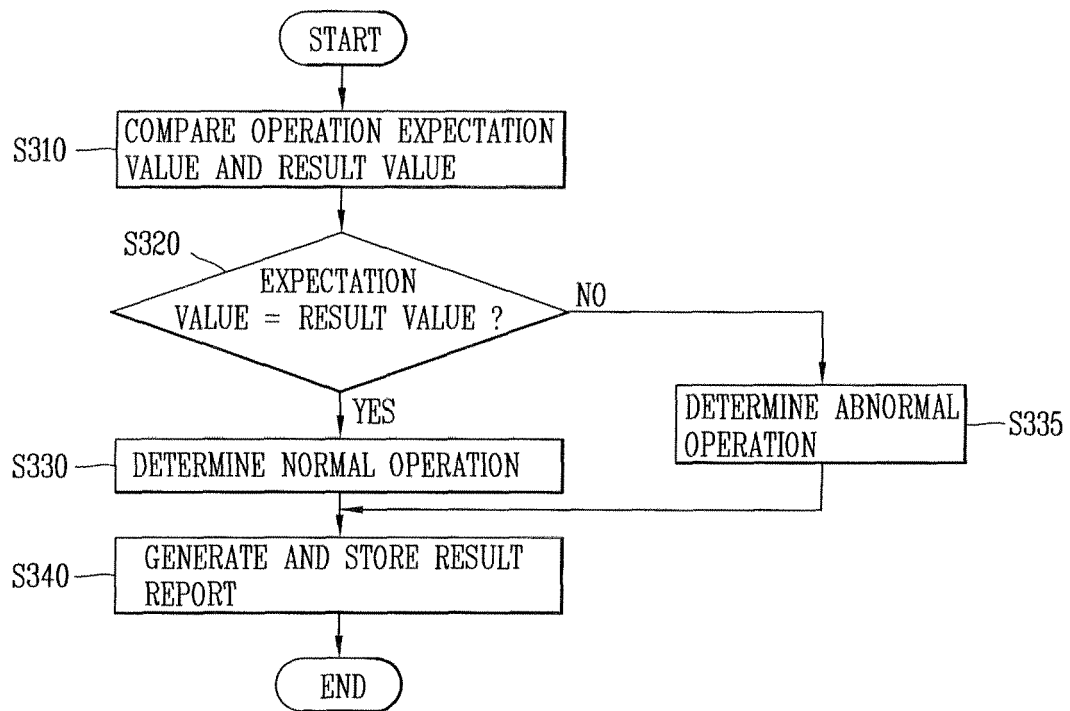 START
S310
COMPARE OPERATION EXPECTATION
VALUE AND RESULT VALUE
S320
EXPECTATION
VALUE = RESULT VALUE ?
NO
YES
DETERMINE ABNORMAL
OPERATION
S335
S330
DETERMINE NORMAL OPERATION
S340
GENERATE AND STORE RESULT
REPORT
END